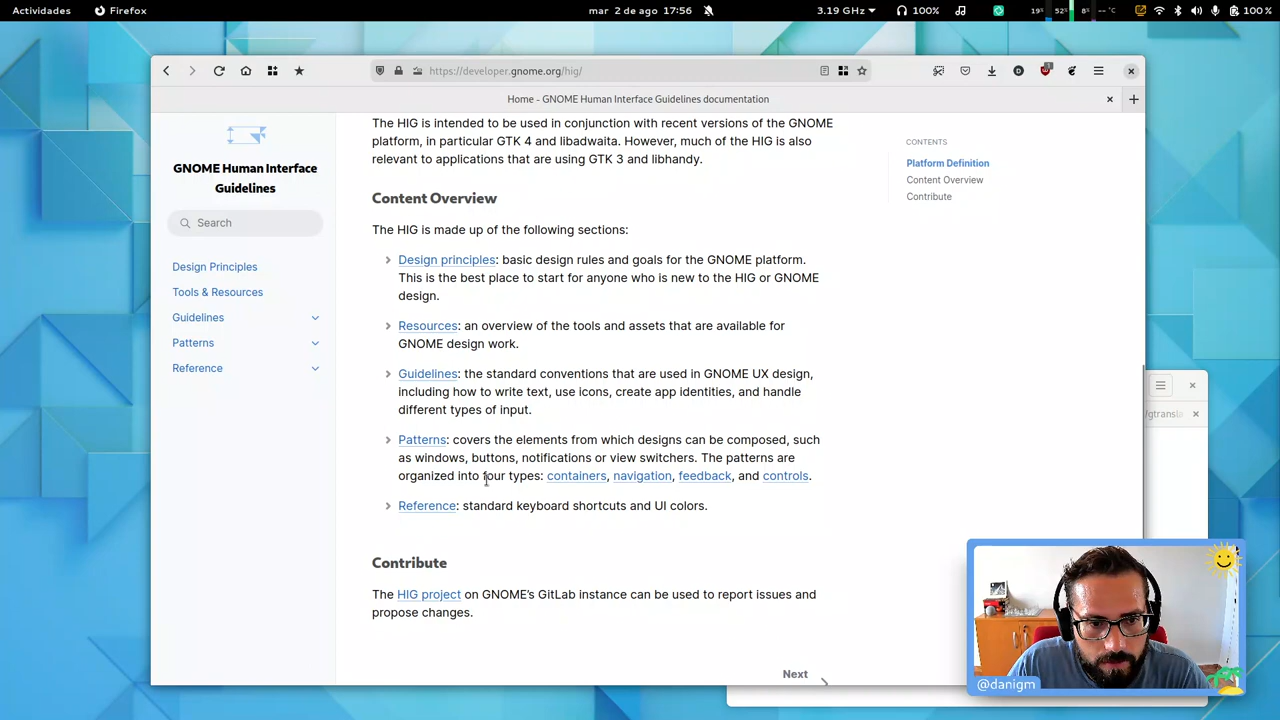 Actividades
Firefox
mar 2 de ago 17:56
3.19 GHz
100%
19%
52%
8%
-- °C
100 %
https://developer.gnome.org/hig/
1
Home - GNOME Human Interface Guidelines documentation
GNOME Human Interface
Guidelines
Search
Design Principles
Tools & Resources
Guidelines
Patterns
Reference
The HIG is intended to be used in conjunction with recent versions of the GNOME
platform, in particular GTK 4 and libadwaita. However, much of the HIG is also
relevant to applications that are using GTK 3 and libhandy.
Content Overview
The HIG is made up of the following sections:
Design principles: basic design rules and goals for the GNOME platform.
This is the best place to start for anyone who is new to the HIG or GNOME
design.
Resources: an overview of the tools and assets that are available for
GNOME design work.
Guidelines: the standard conventions that are used in GNOME UX design,
including how to write text, use icons, create app identities, and handle
different types of input.
Patterns: covers the elements from which designs can be composed, such
as windows, buttons, notifications or view switchers. The patterns are
organized into four types: containers, navigation, feedback, and controls.
Reference: standard keyboard shortcuts and UI colors.
Contribute
The HIG project on GNOME's GitLab instance can be used to report issues and
propose changes.
Next
CONTENTS
Platform Definition
Content Overview
Contribute
/gtransla
@danigm